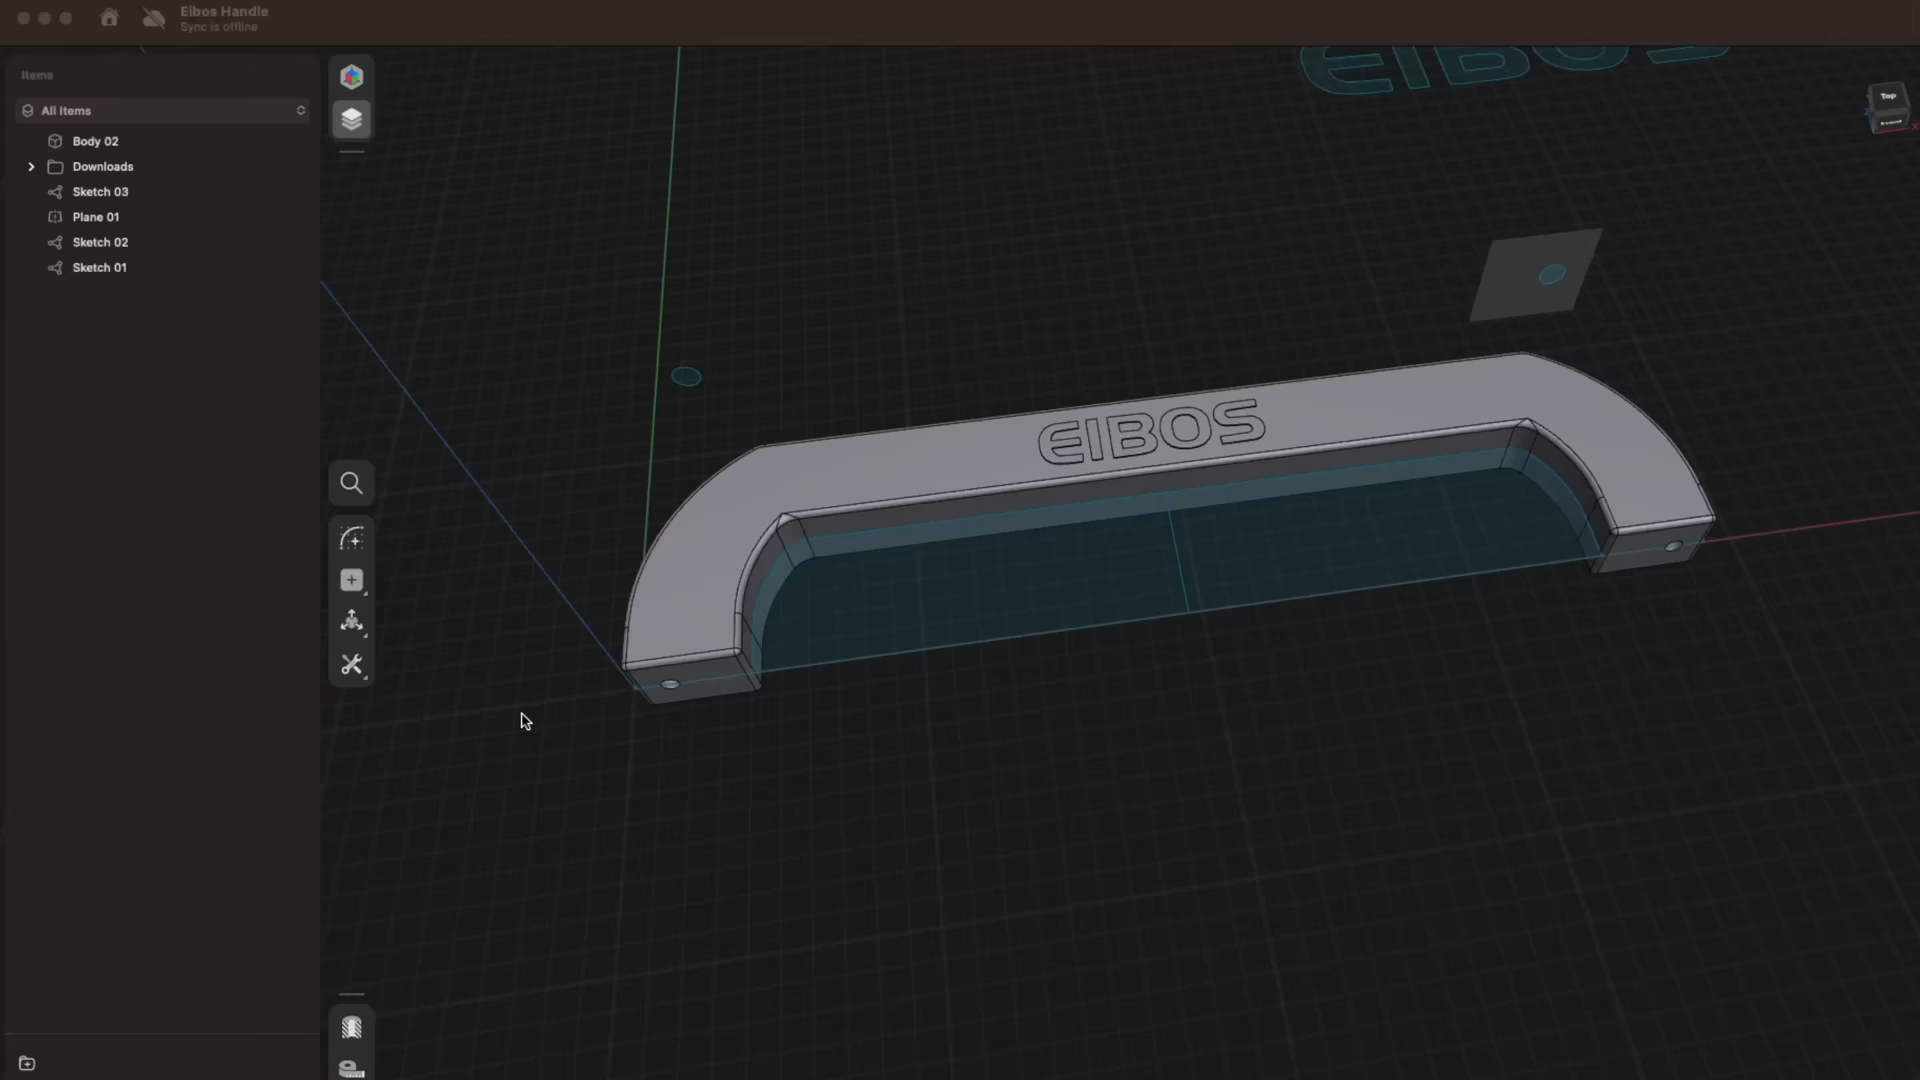 Eibos Handle
Sync is offline
Items
All Items
Body 02
Downloads
Sketch 03
Plane 01
Sketch 02
Sketch 01
EIBOS
EIBOS
Top
Front
X